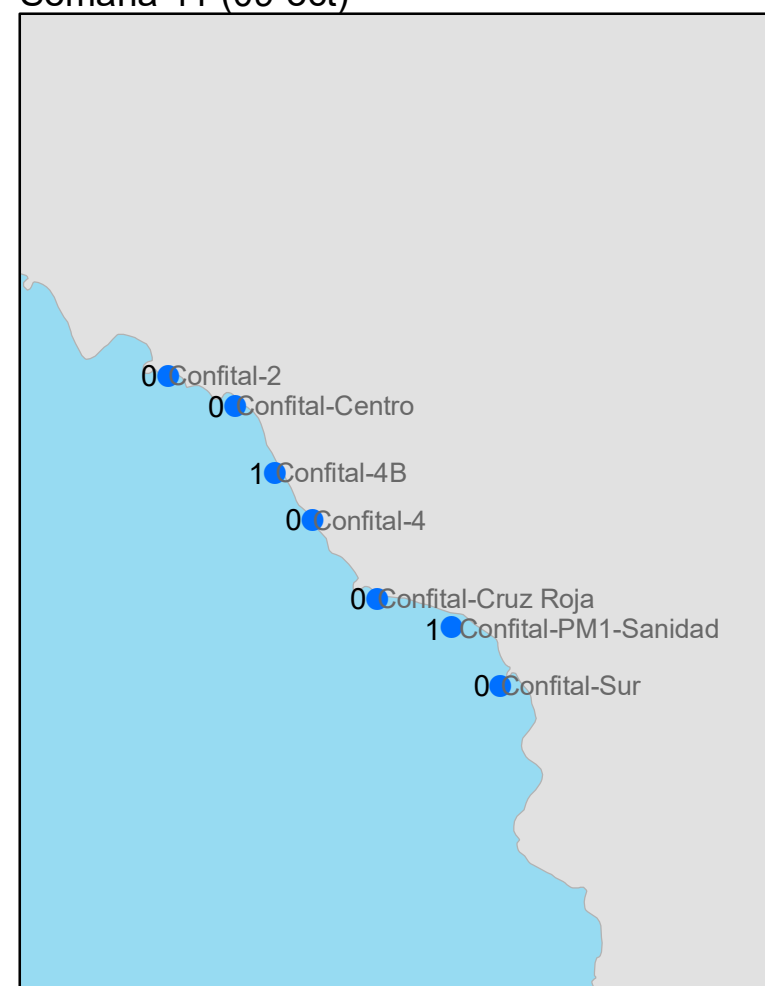 0 Confital-2
0 Confital-Centro
1 Confital-4B
0 Confital-4
0 Confital-Cruz Roja
1 Confital-PM1-Sanidad
0 Confital-Sur